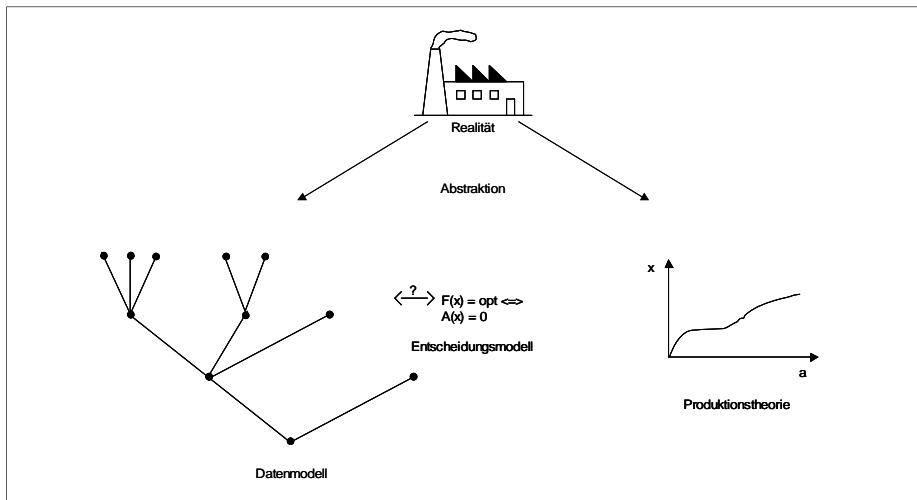 Realität
Abstraktion
?
F(x) = opt <=>
A(x) = 0
Entscheidungsmodell
x
a
Produktionstheorie
Datenmodell